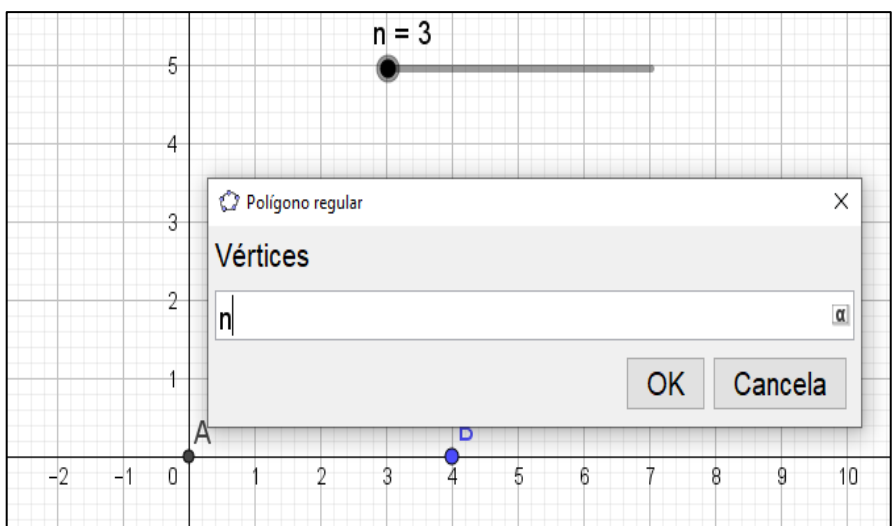 n = 3
5
4
Polígono regular
3
Vértices
2
n
α
1
OK Cancela
A
B
−2 −1 0 1 2 3 4 5 6 7 8 9 10